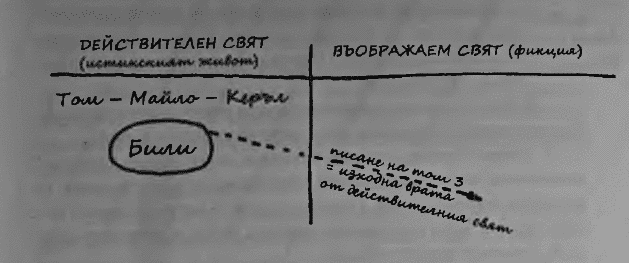 ДЕЙСТВИТЕЛЕН СВЯТ
(истинският живот)
ВЪОБРАЖАЕМ СВЯТ (фикция)
Том – Майло – Керъл
Били
писане на том 3
= изходна врата
от действителния свят